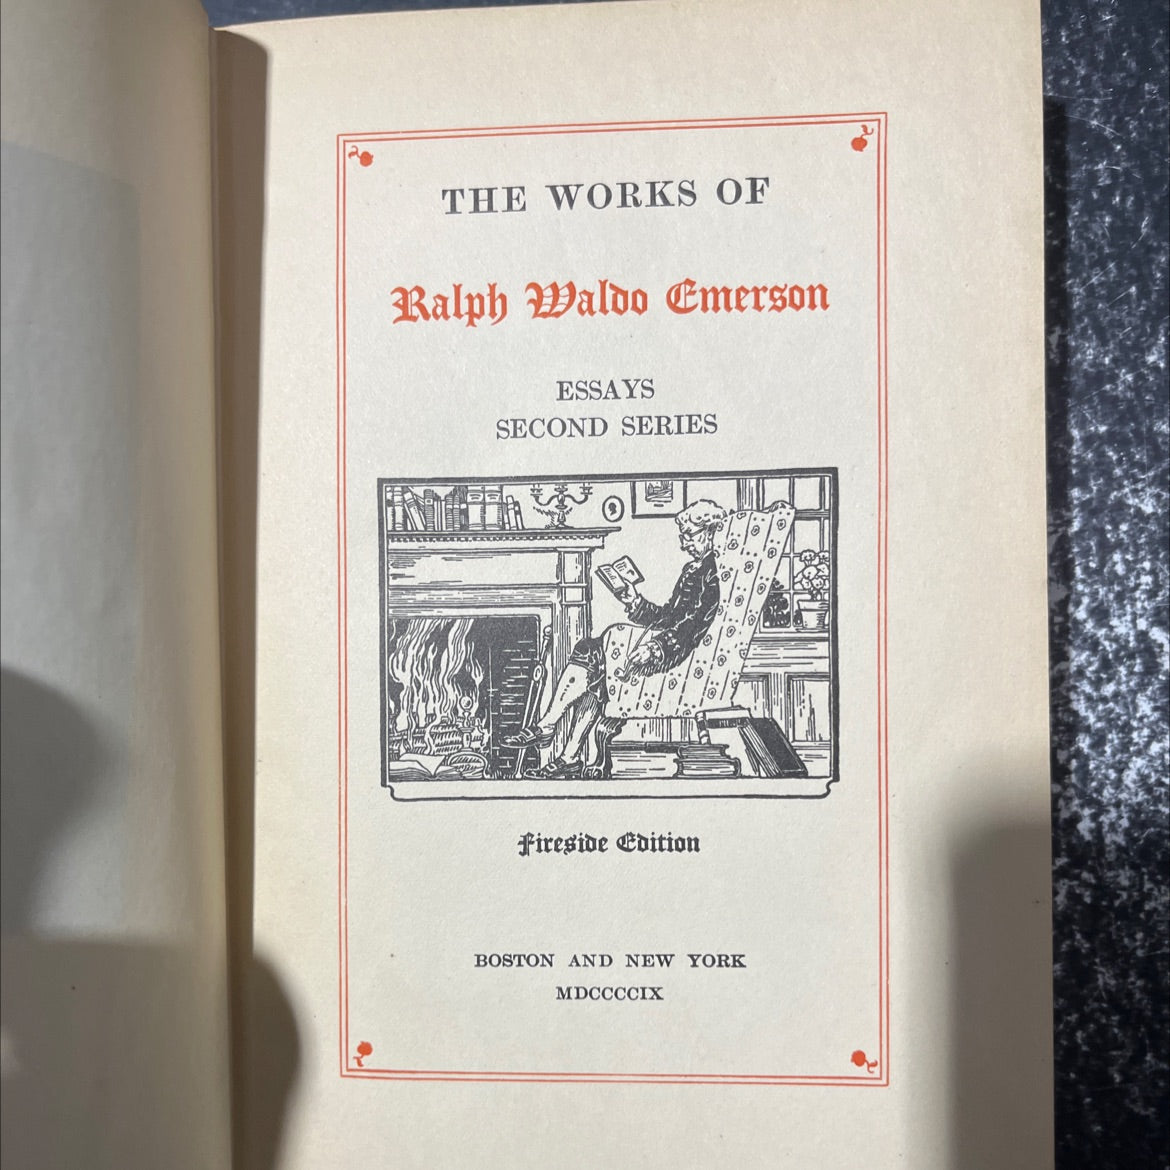 THE WORKS OF
Ralph Waldo Emerson
ESSAYS
SECOND SERIES
Fireside Edition
BOSTON AND NEW YORK
MDCCCCIX